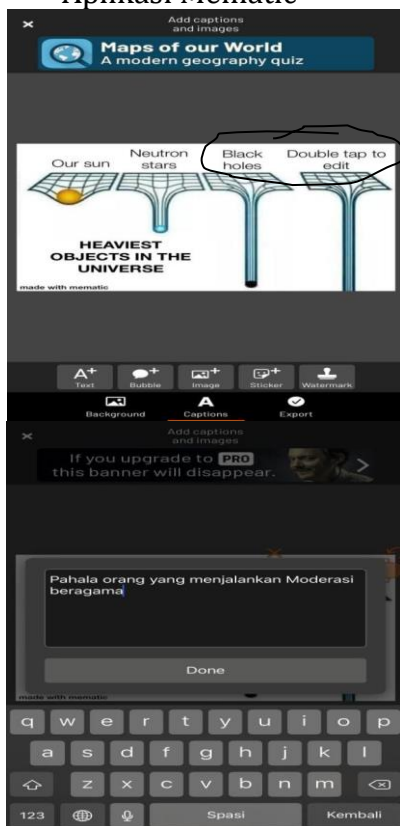 Aplikasi Mematic
×
Add captions
and images
Maps of our World
A modern geography quiz
Our sun
Neutron
stars
Black
holes
Double tap to
edit
HEAVIEST
OBJECTS IN THE
UNIVERSE
made with mematic
A+
Text
Bubble
Image
Sticker
Watermark
Background
A
Captions
Export
×
Add captions
and images
If you upgrade to PRO
this banner will disappear.
Pahala orang yang menjalankan Moderasi
beragama
Done
made with mematic
q w e r t y u i o p
a s d f g h j k l
z x c v b n m
123
Spasi
Kembali